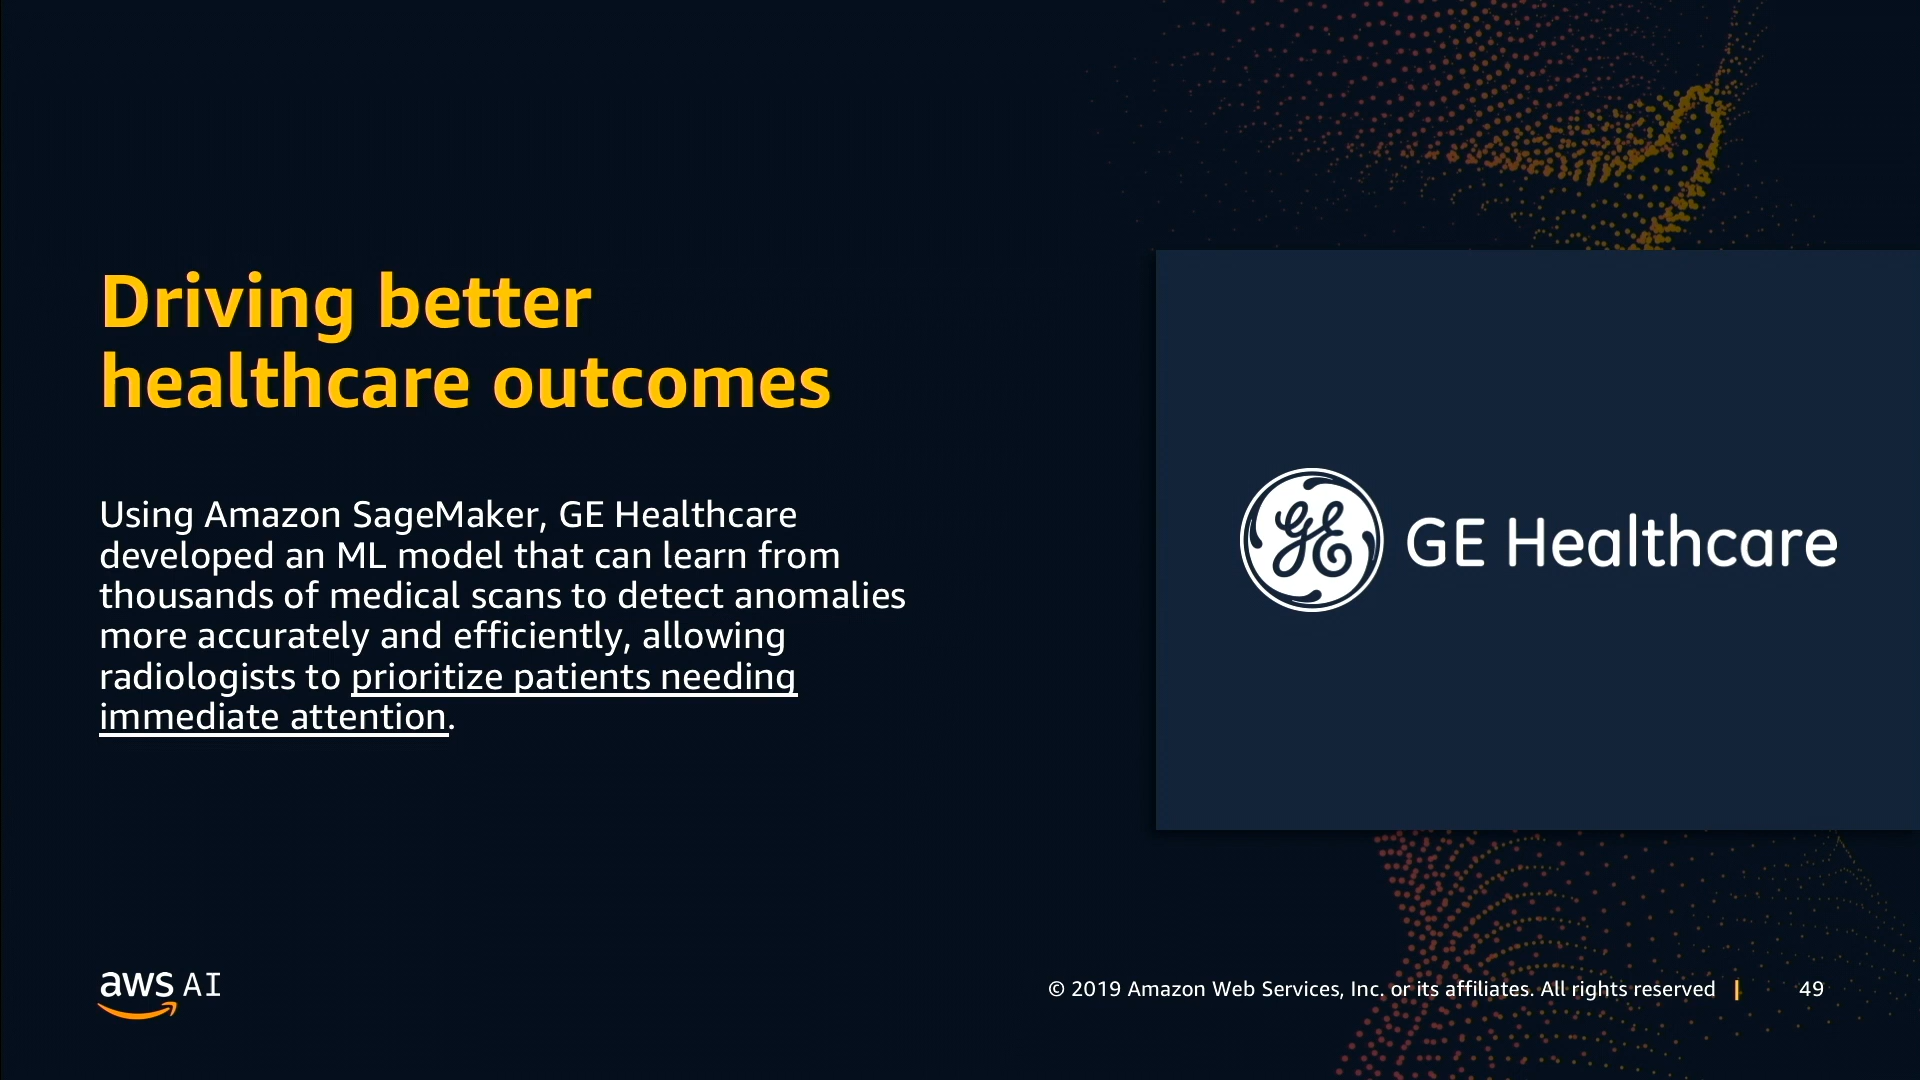 Driving better
healthcare outcomes
Using Amazon SageMaker, GE Healthcare
developed an ML model that can learn from
thousands of medical scans to detect anomalies
more accurately and efficiently, allowing
radiologists to prioritize patients needing
immediate attention.
GE GE Healthcare
aws AI
© 2019 Amazon Web Services, Inc. or its affiliates. All rights reserved | 49